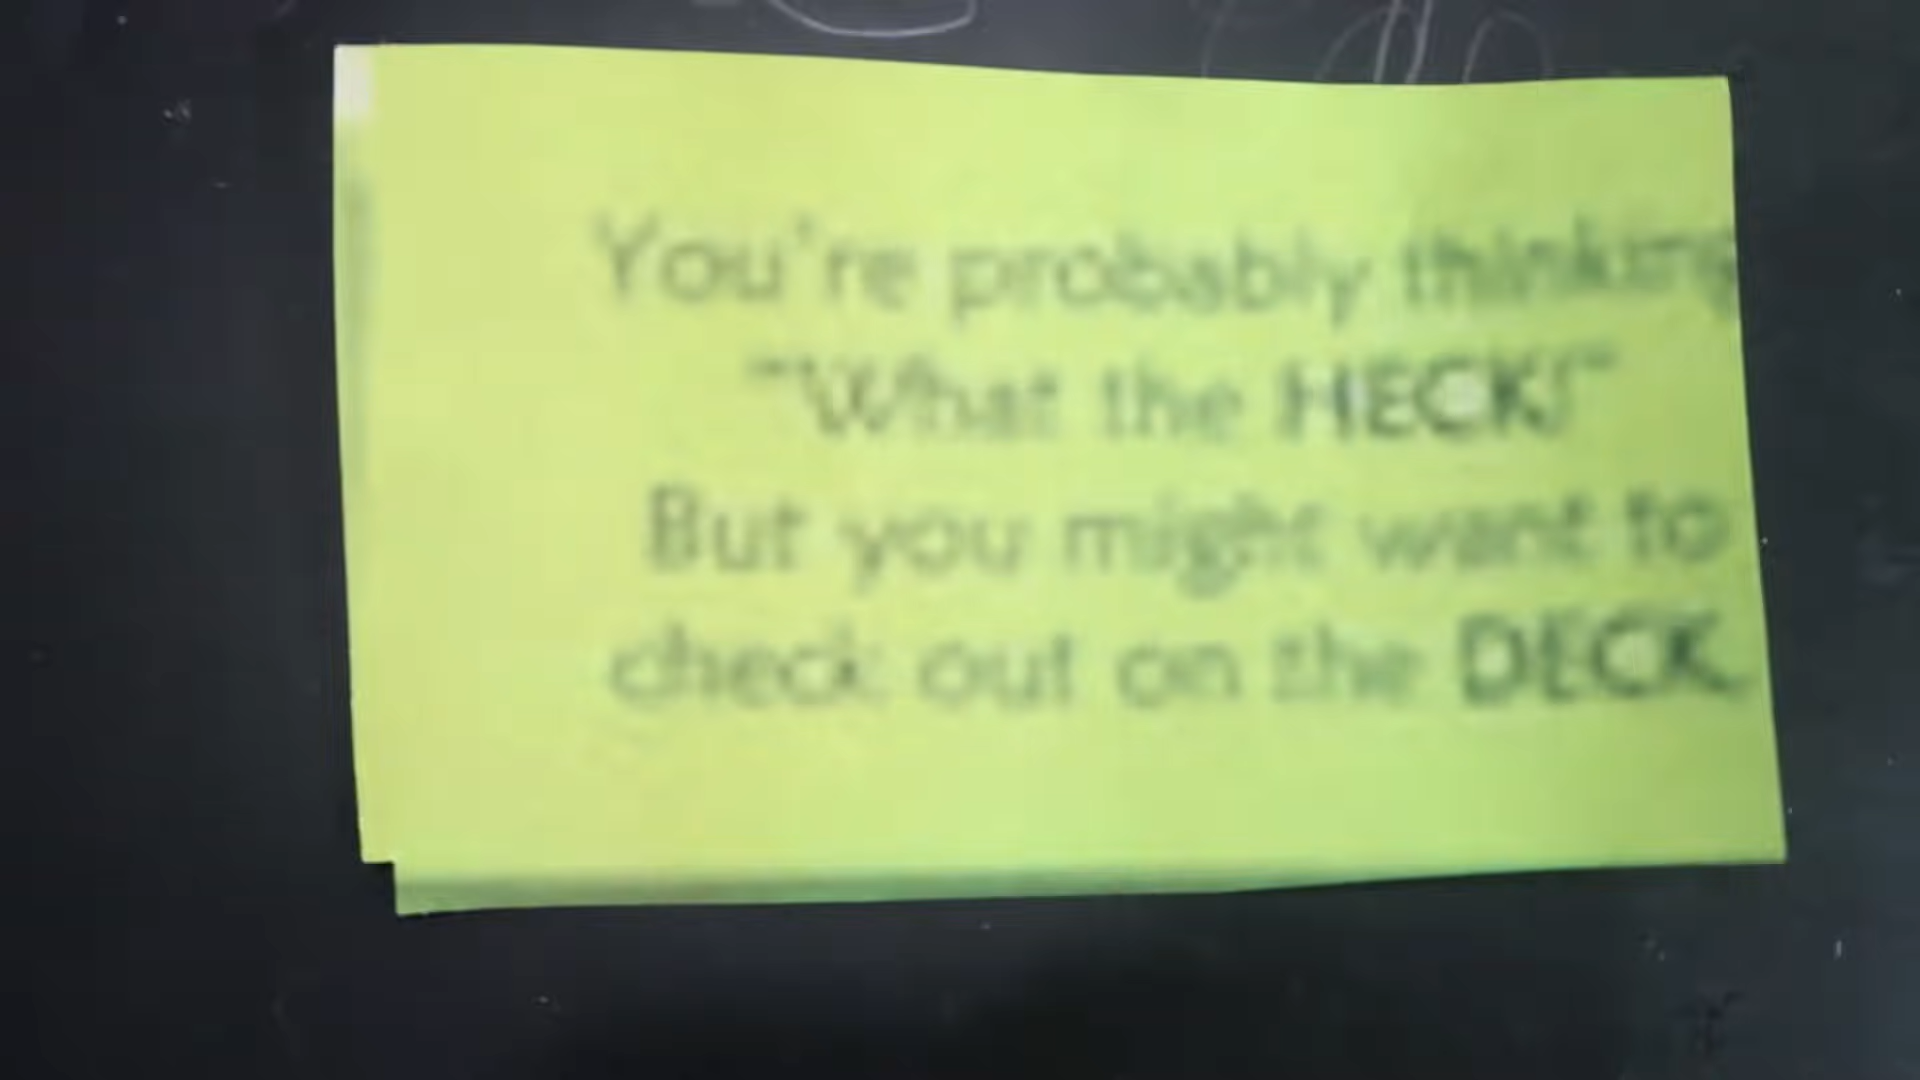 You're probably thinking
"What the HECK!"
But you might want to
check out on the DECK